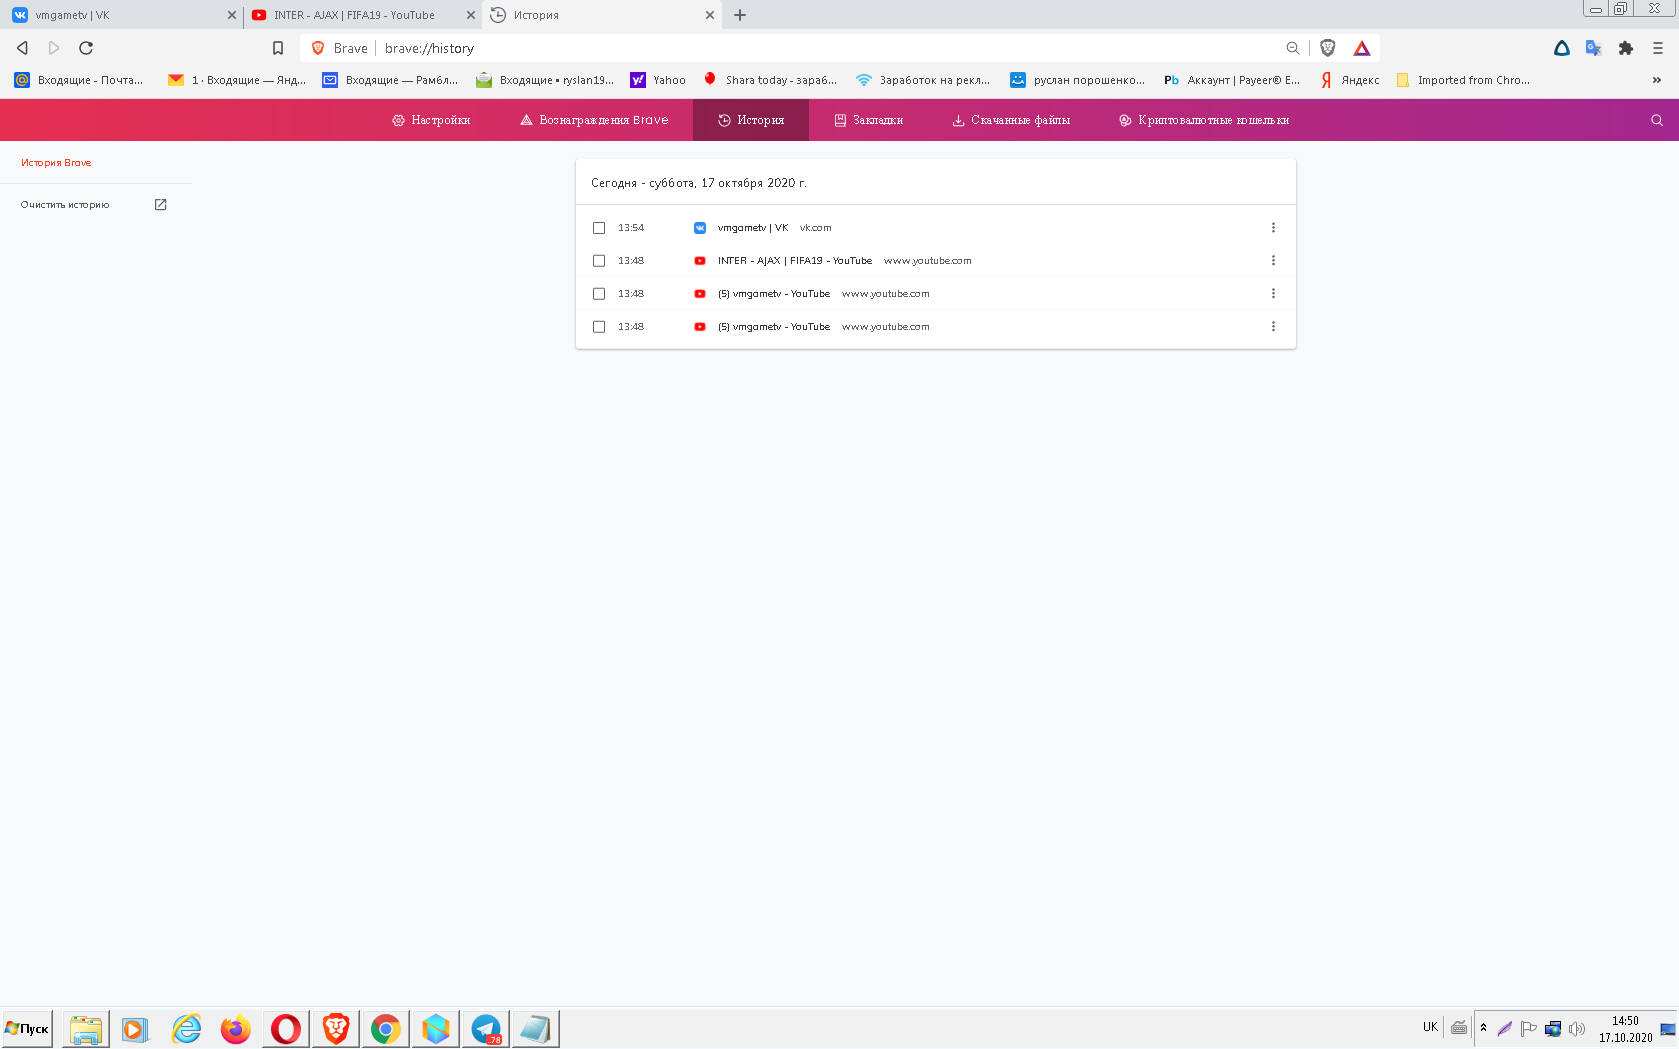 vmgametv | VK
INTER - AJAX | FIFA19 - YouTube
История
Brave
brave://history
Входящие - Почта...
1 · Входящие — Янд...
Входящие — Рамбл...
Входящие • ryslan19...
Yahoo
Shara today - зараб...
Заработок на рекл...
руслан порошенко...
Аккаунт | Payeer® E...
Яндекс
Imported from Chro...
»
Настройки
Вознаграждения Brave
История
Закладки
Скачанные файлы
Криптовалютные кошельки
История Brave
Очистить историю
Сегодня - суббота, 17 октября 2020 г.
13:54 vmgametv | VK vk.com
13:48 INTER - AJAX | FIFA19 - YouTube www.youtube.com
13:48 (5) vmgametv - YouTube www.youtube.com
13:48 (5) vmgametv - YouTube www.youtube.com
Пуск
.78
UK
14:50
17.10.2020